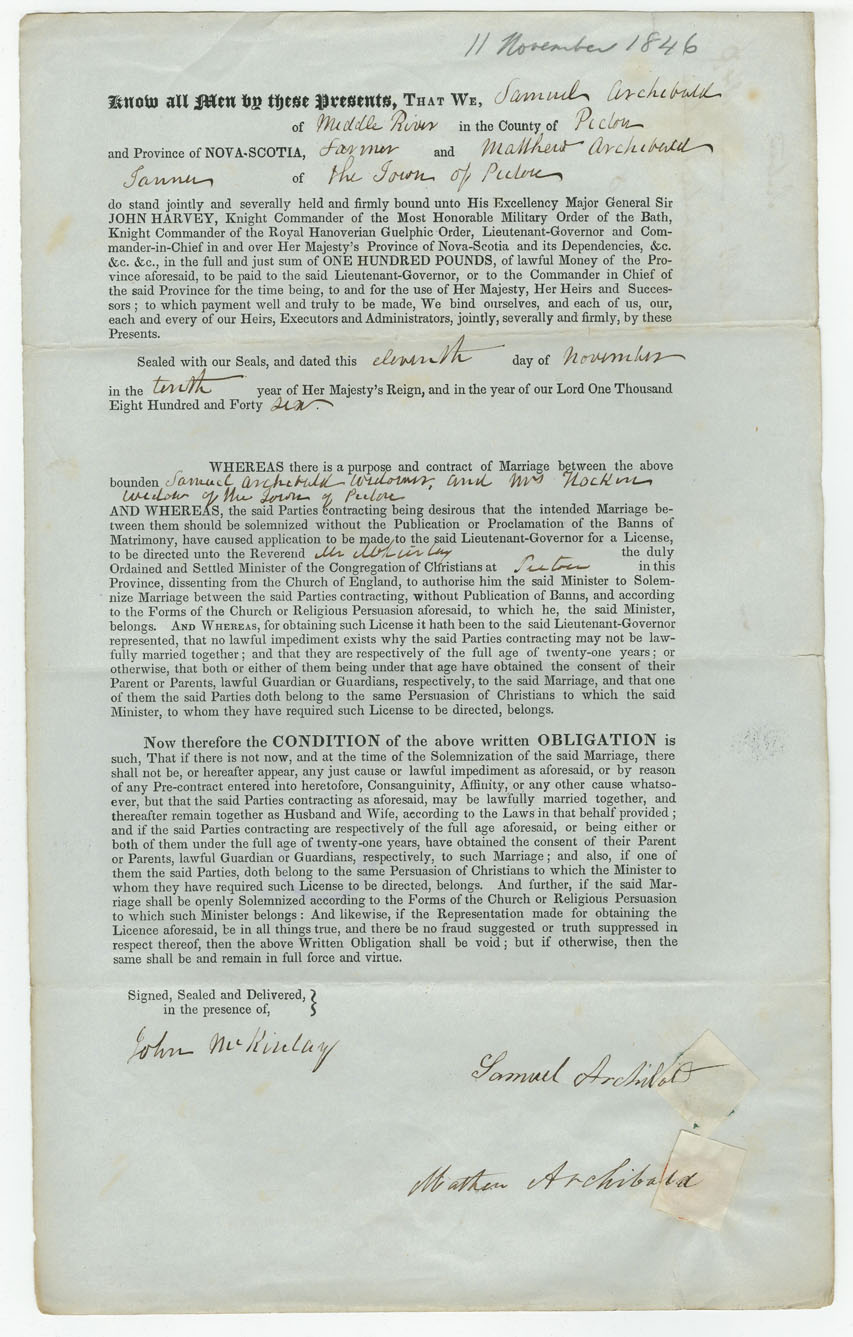 11 November 1846
Know all Men by these Presents, THAT WE, Samuel Archibald
of Middle River in the County of Pictou
and Province of NOVA-SCOTIA, Farmer and Matthew Archibald
Tanner of the Town of Pictou
do stand jointly and severally held and firmly bound unto His Excellency Major General Sir
JOHN HARVEY, Knight Commander of the Most Honorable Military Order of the Bath,
Knight Commander of the Royal Hanoverian Guelphic Order, Lieutenant-Governor and Com-
mander-in-Chief in and over Her Majesty's Province of Nova-Scotia and its Dependencies, &c.
&c. &c., in the full and just sum of ONE HUNDRED POUNDS, of lawful Money of the Pro-
vince aforesaid, to be paid to the said Lieutenant-Governor, or to the Commander in Chief of
the said Province for the time being, to and for the use of Her Majesty, Her Heirs and Succes-
sors ; to which payment well and truly to be made, We bind ourselves, and each of us, our,
each and every of our Heirs, Executors and Administrators, jointly, severally and firmly, by these
Presents.
Sealed with our Seals, and dated this eleventh day of November
in the tenth year of Her Majesty's Reign, and in the year of our Lord One Thousand
Eight Hundred and Forty six.
WHEREAS there is a purpose and contract of Marriage between the above
bounden Samuel Archibald Widower, and Mrs Hockin
Widow of the Town of Pictou
AND WHEREAS, the said Parties contracting being desirous that the intended Marriage be-
tween them should be solemnized without the Publication or Proclamation of the Banns of
Matrimony, have caused application to be made to the said Lieutenant-Governor for a License,
to be directed unto the Reverend Mr McKinlay the duly
Ordained and Settled Minister of the Congregation of Christians at Pictou in this
Province, dissenting from the Church of England, to authorise him the said Minister to Solem-
nize Marriage between the said Parties contracting, without Publication of Banns, and according
to the Forms of the Church or Religious Persuasion aforesaid, to which he, the said Minister,
belongs. AND WHEREAS, for obtaining such License it hath been to the said Lieutenant-Governor
represented, that no lawful impediment exists why the said Parties contracting may not be law-
fully married together ; and that they are respectively of the full age of twenty-one years ; or
otherwise, that both or either of them being under that age have obtained the consent of their
Parent or Parents, lawful Guardian or Guardians, respectively, to the said Marriage, and that one
of them the said Parties doth belong to the same Persuasion of Christians to which the said
Minister, to whom they have required such License to be directed, belongs.
Now therefore the CONDITION of the above written OBLIGATION is
such, That if there is not now, and at the time of the Solemnization of the said Marriage, there
shall not be, or hereafter appear, any just cause or lawful impediment as aforesaid, or by reason
of any Pre-contract entered into heretofore, Consanguinity, Affinity, or any other cause whatso-
ever, but that the said Parties contracting as aforesaid, may be lawfully married together, and
thereafter remain together as Husband and Wife, according to the Laws in that behalf provided ;
and if the said Parties contracting are respectively of the full age aforesaid, or being either or
both of them under the full age of twenty-one years, have obtained the consent of their Parent
or Parents, lawful Guardian or Guardians, respectively, to such Marriage ; and also, if one of
them the said Parties, doth belong to the same Persuasion of Christians to which the Minister to
whom they have required such License to be directed, belongs. And further, if the said Mar-
riage shall be openly Solemnized according to the Forms of the Church or Religious Persuasion
to which such Minister belongs : And likewise, if the Representation made for obtaining the
Licence aforesaid, be in all things true, and there be no fraud suggested or truth suppressed in
respect thereof, then the above Written Obligation shall be void ; but if otherwise, then the
same shall be and remain in full force and virtue.
Signed, Sealed and Delivered,
in the presence of,
John McKinlay
Samuel Archibald
Mathew Archibald